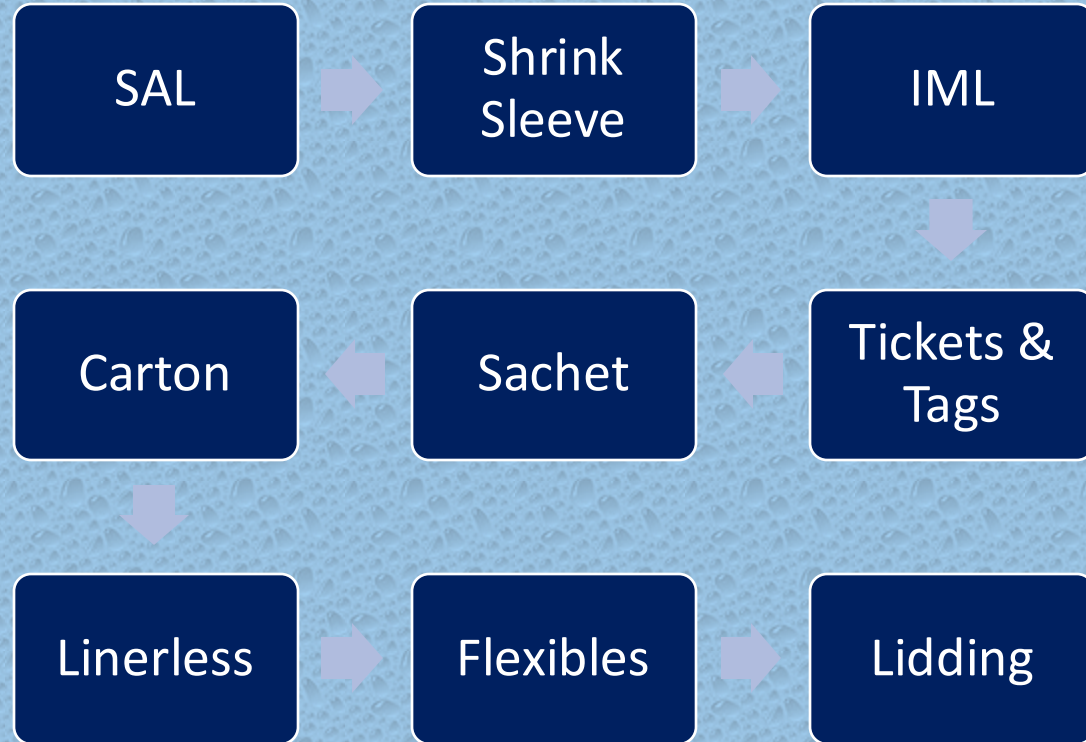 SAL
Shrink
Sleeve
IML
Tickets &
Tags
Sachet
Carton
Linerless
Flexibles
Lidding